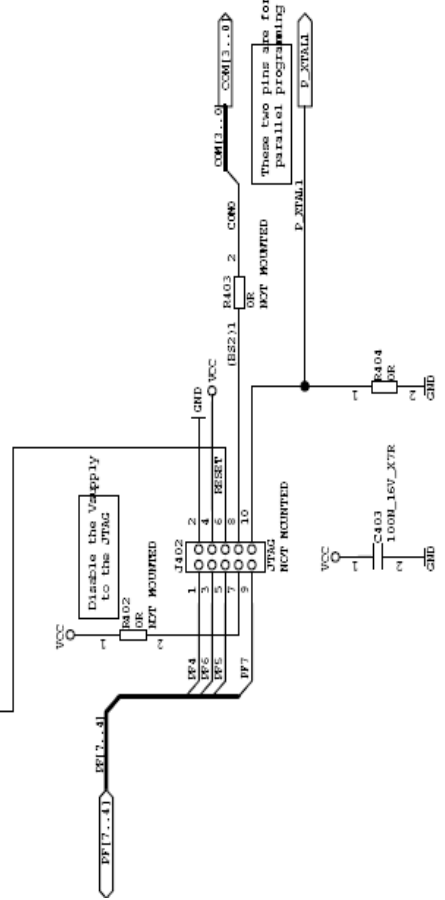 PF[7..4)
PF[7..4]
VCC
1
R402
0R
NOT MOUNTED
2
Disable the Vsupply
to the JTAG
PF4
PF6
PF5
PF7
1
3
5
7
9
J402
JTAG
NOT MOUNTED
2
4
6
8
10
GND
VCC
RESET
(BS2)1
R403
0R
NOT MOUNTED
2
COM0
COM(3..0]
COM[3..0)
These two pins are for
parallel programming
P_XTAL1
P_XTAL1
VCC
1
C403
100N_16V_X7R
2
GND
1
R404
0R
2
GND